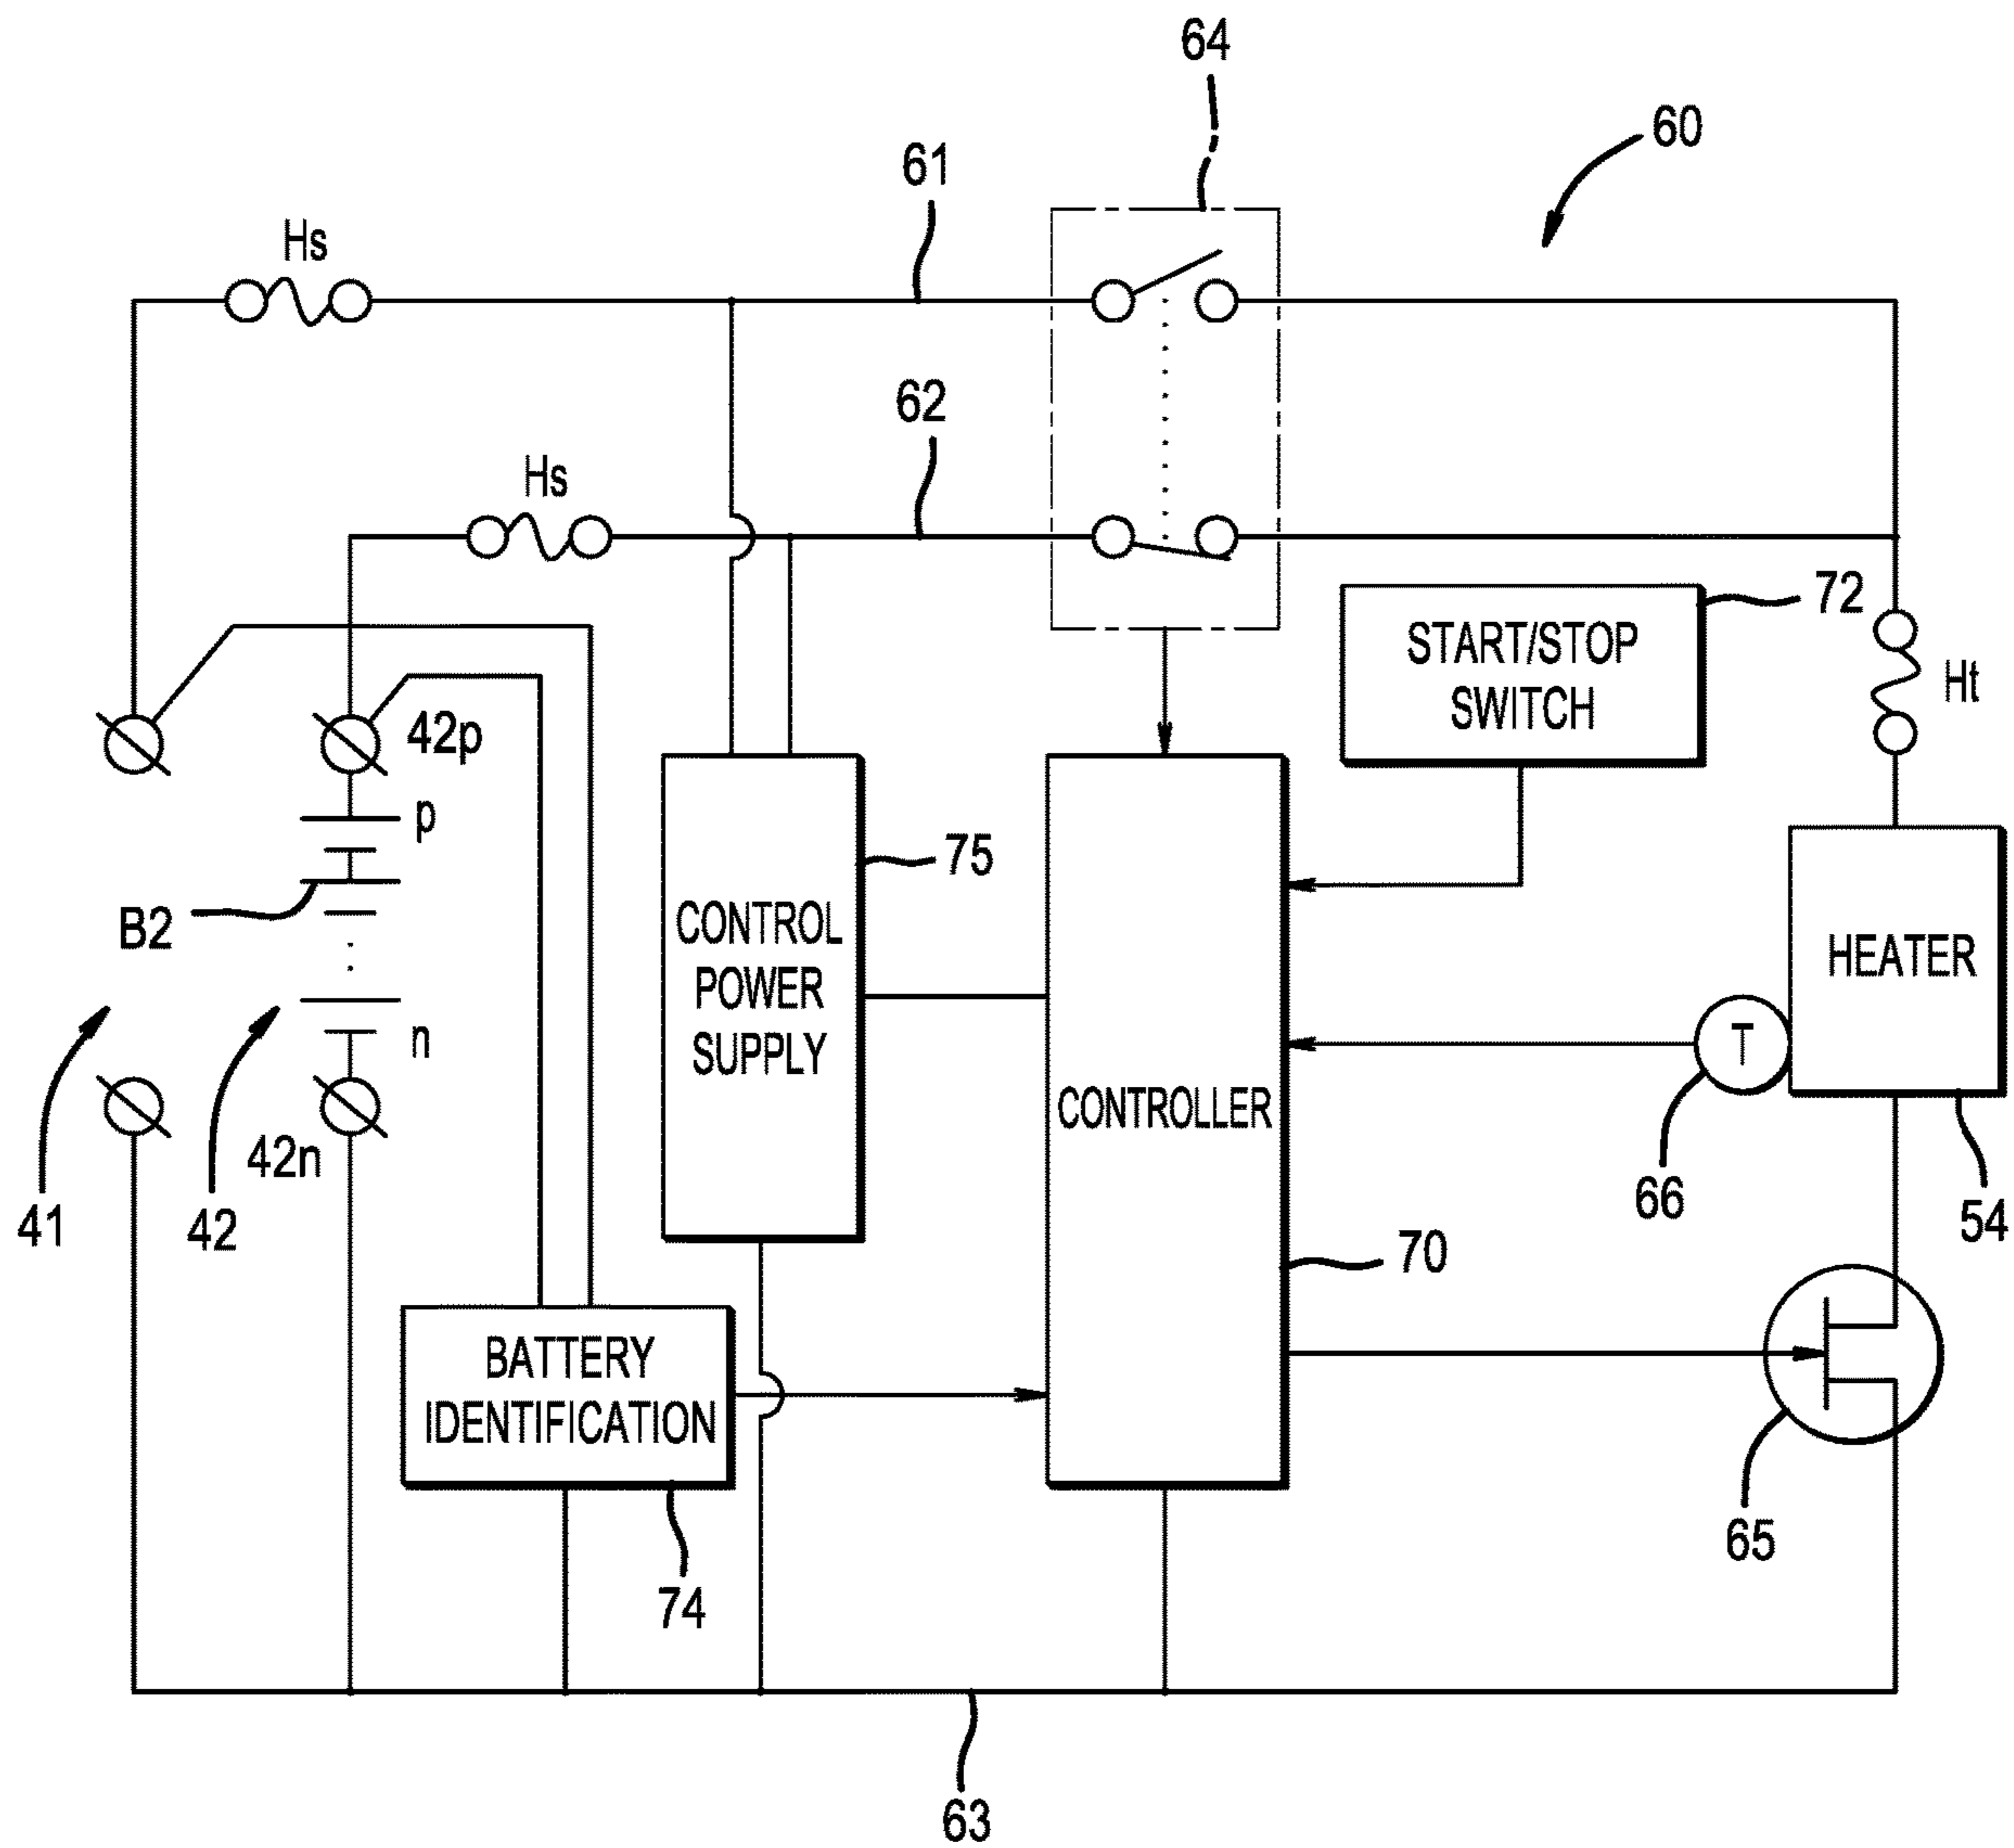 64
60
61
Hs
62
Hs
72
START/STOP
SWITCH
Ht
42p
p
75
B2
CONTROL
POWER
SUPPLY
HEATER
T
n
CONTROLLER
42n
66
54
41
42
70
BATTERY
IDENTIFICATION
65
74
63